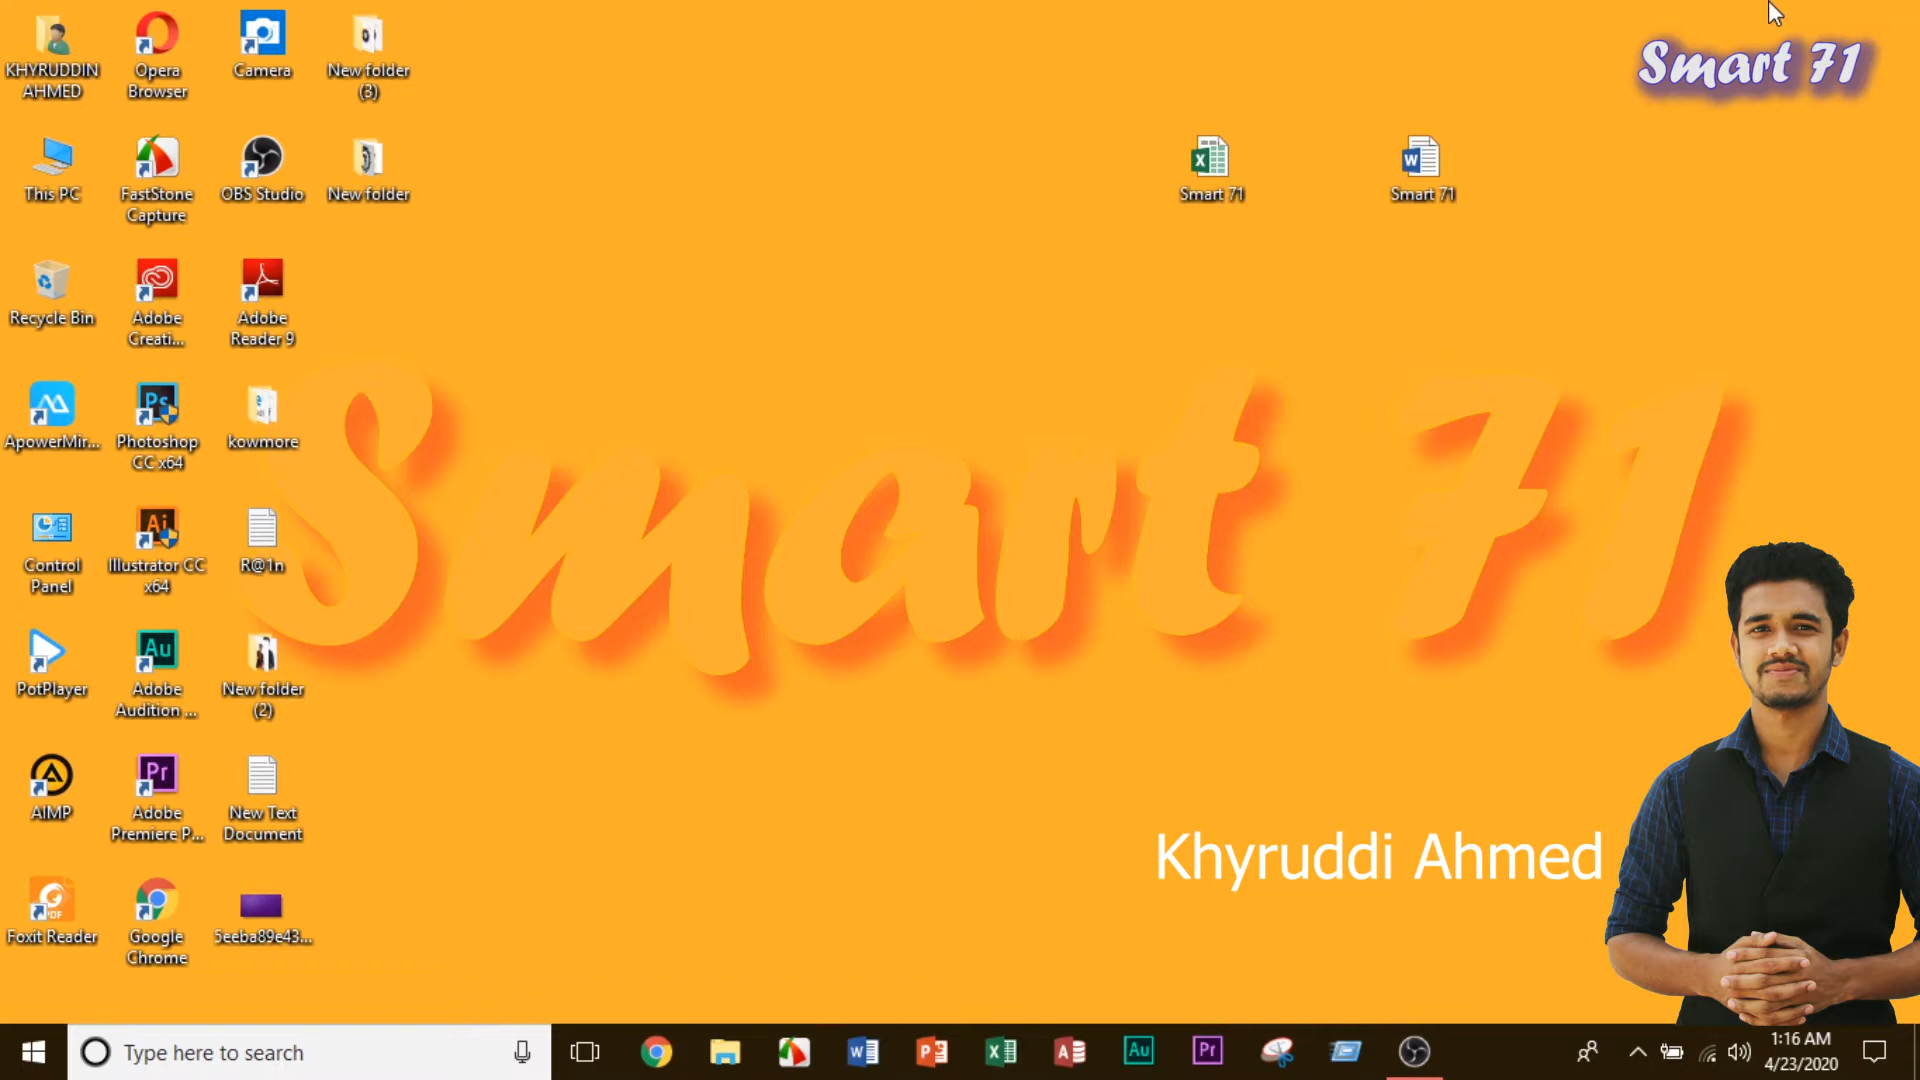 KHYRUDDIN
AHMED
Opera
Browser
Camera
New folder
(3)
Smart 71
This PC
FastStone
Capture
OBS Studio
New folder
Smart 71
Smart 71
Recycle Bin
Adobe
Creati...
Adobe
Reader 9
ApowerMir...
Photoshop
CC x64
kowmore
Smart 71
Control
Panel
Illustrator CC
x64
R@1n
PotPlayer
Adobe
Audition ...
New folder
(2)
AIMP
Adobe
Premiere P...
New Text
Document
Khyruddi Ahmed
Foxit Reader
Google
Chrome
5eeba89e43...
Type here to search
1:16 AM
4/23/2020